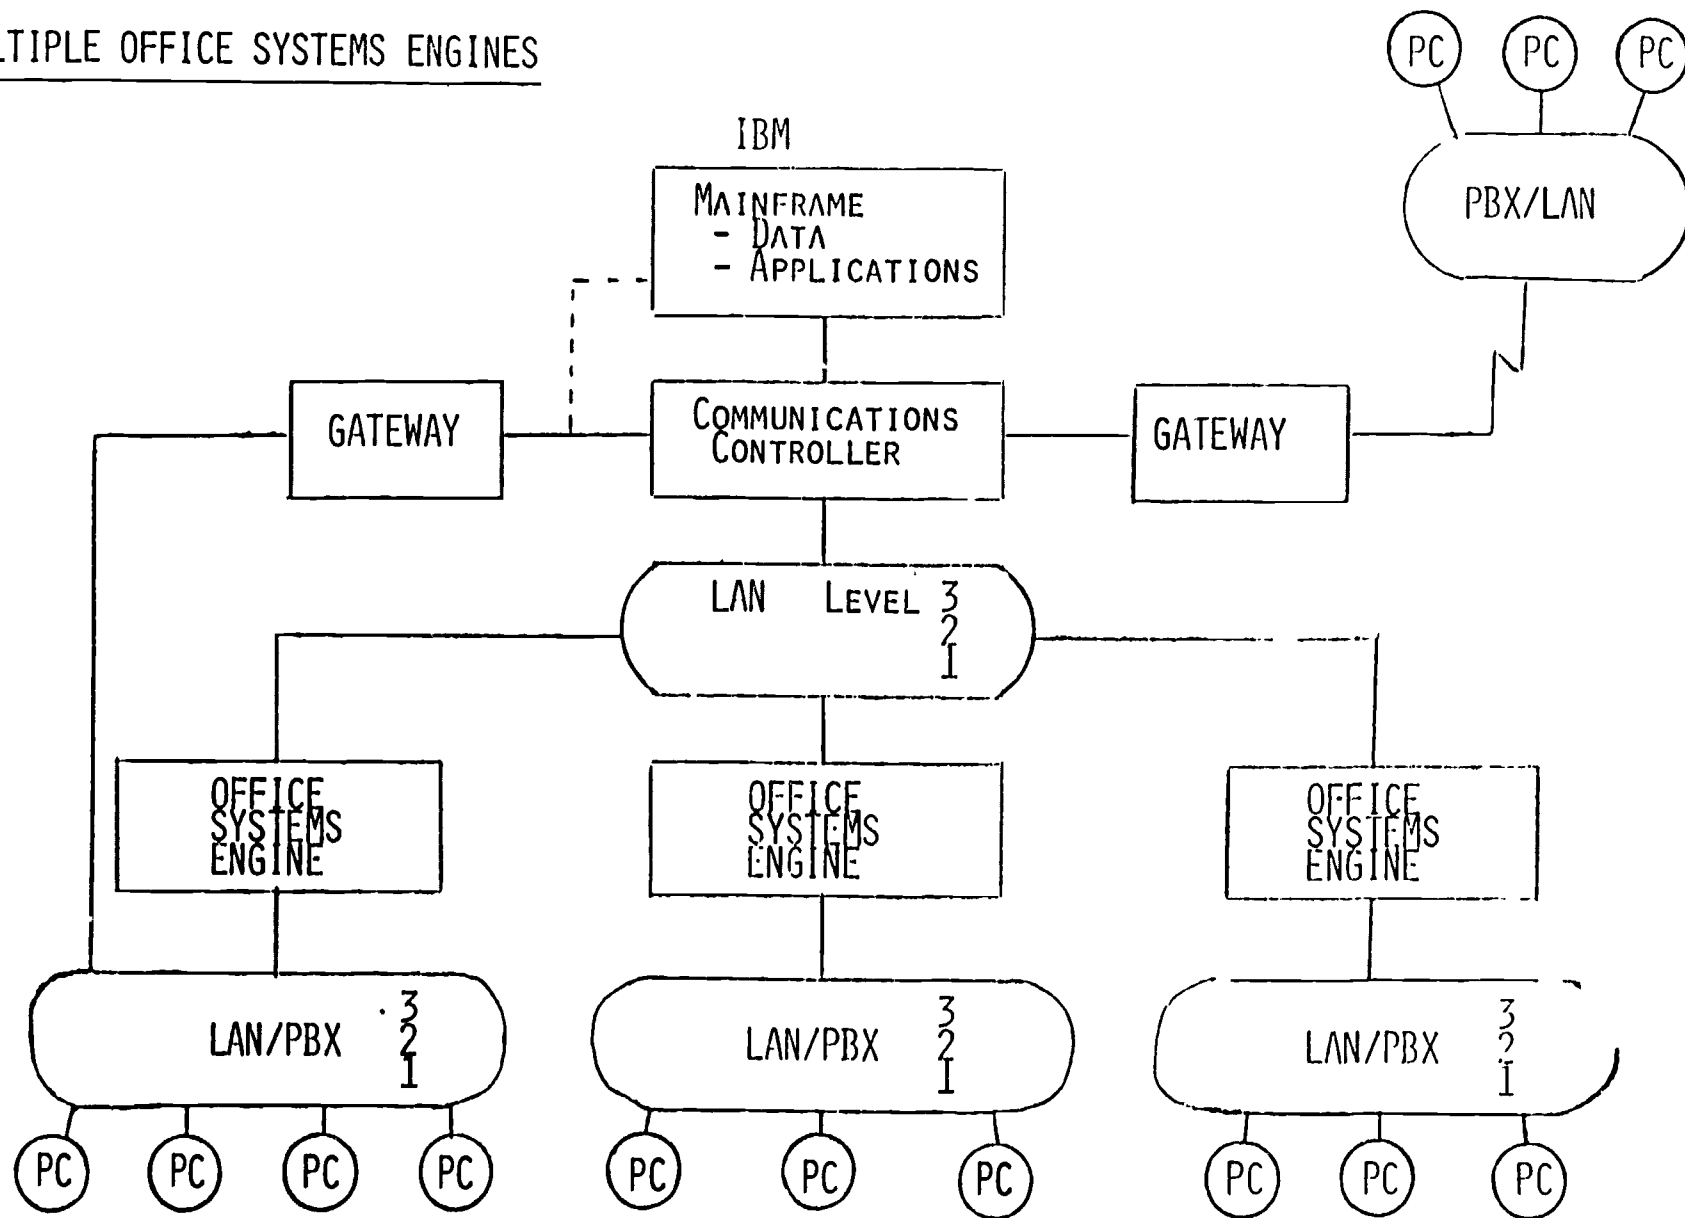 LTIPLE OFFICE SYSTEMS ENGINES
PC PC PC
PBX/LAN
IBM
MAINFRAME
- DATA
- APPLICATIONS
GATEWAY
COMMUNICATIONS
CONTROLLER
GATEWAY
LAN LEVEL 3
2
1
OFFICE
SYSTEMS
ENGINE
OFFICE
SYSTEMS
ENGINE
OFFICE
SYSTEMS
ENGINE
3
LAN/PBX 2
1
3
LAN/PBX 2
1
3
LAN/PBX 2
1
PC PC PC PC PC PC PC PC PC PC